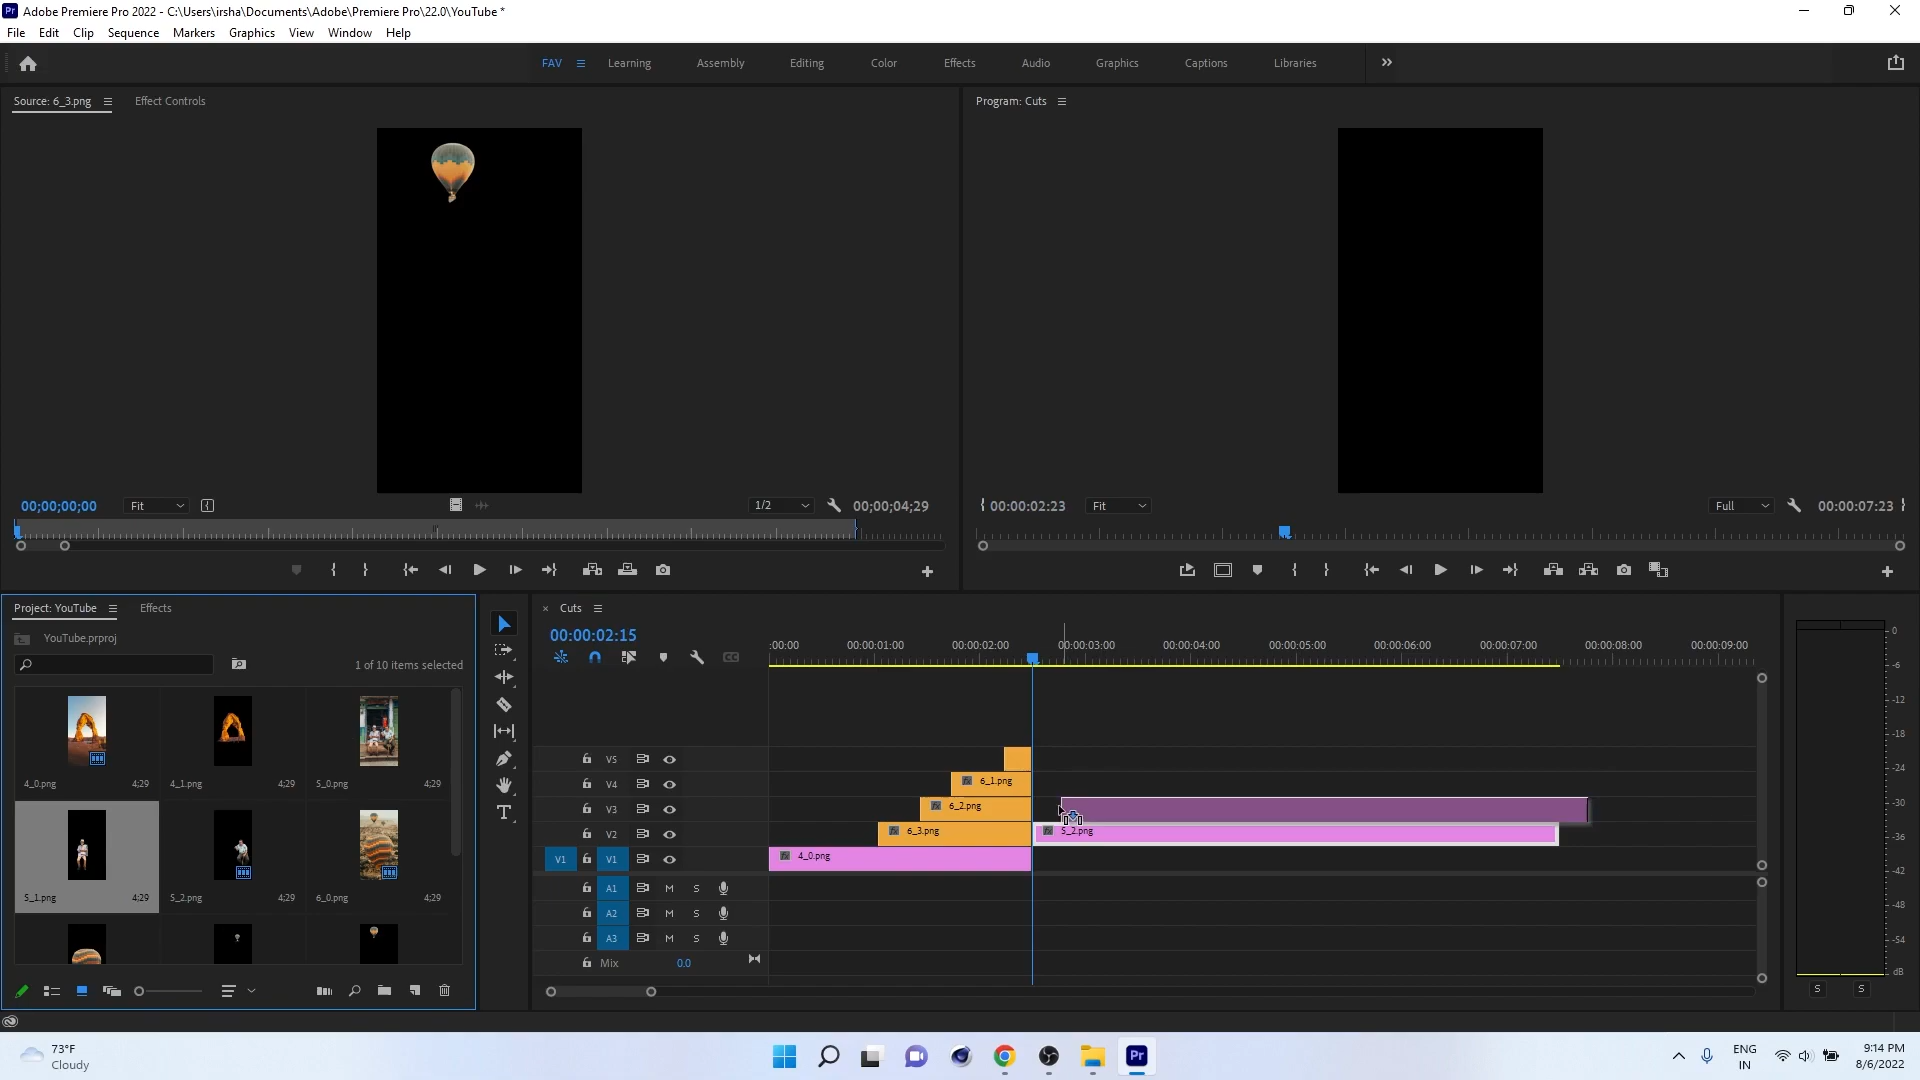 Adobe Premiere Pro 2022 - C:\Users\irsha\Documents\Adobe\Premiere Pro\22.0\YouTube *
File Edit Clip Sequence Markers Graphics View Window Help
FAV Learning Assembly Editing Color Effects Audio Graphics Captions Libraries
Source: 6_3.png Effect Controls
Program: Cuts
00;00;00;00 Fit 1/2 00;00;04;29
00:00:02:23 Fit Full 00:00:07:23
Project: YouTube Effects
YouTube.prproj
1 of 10 items selected
4_0.png 4;29 4_1.png 4;29 5_0.png 4;29
5_1.png 4;29 5_2.png 4;29 6_0.png 4;29
Cuts
00:00:02:15
:00:00 00:00:01:00 00:00:02:00 00:00:03:00 00:00:04:00 00:00:05:00 00:00:06:00 00:00:07:00 00:00:08:00 00:00:09:00
V5
V4 6_1.png
V3 6_2.png
V2 6_3.png 5_2.png
V1 V1 4_0.png
A1 M S
A2 M S
A3 M S
Mix 0.0
0
-6
-12
-18
-24
-30
-36
-42
-48
-54
dB
S S
73°F
Cloudy
Pr
ENG
IN
9:14 PM
8/6/2022